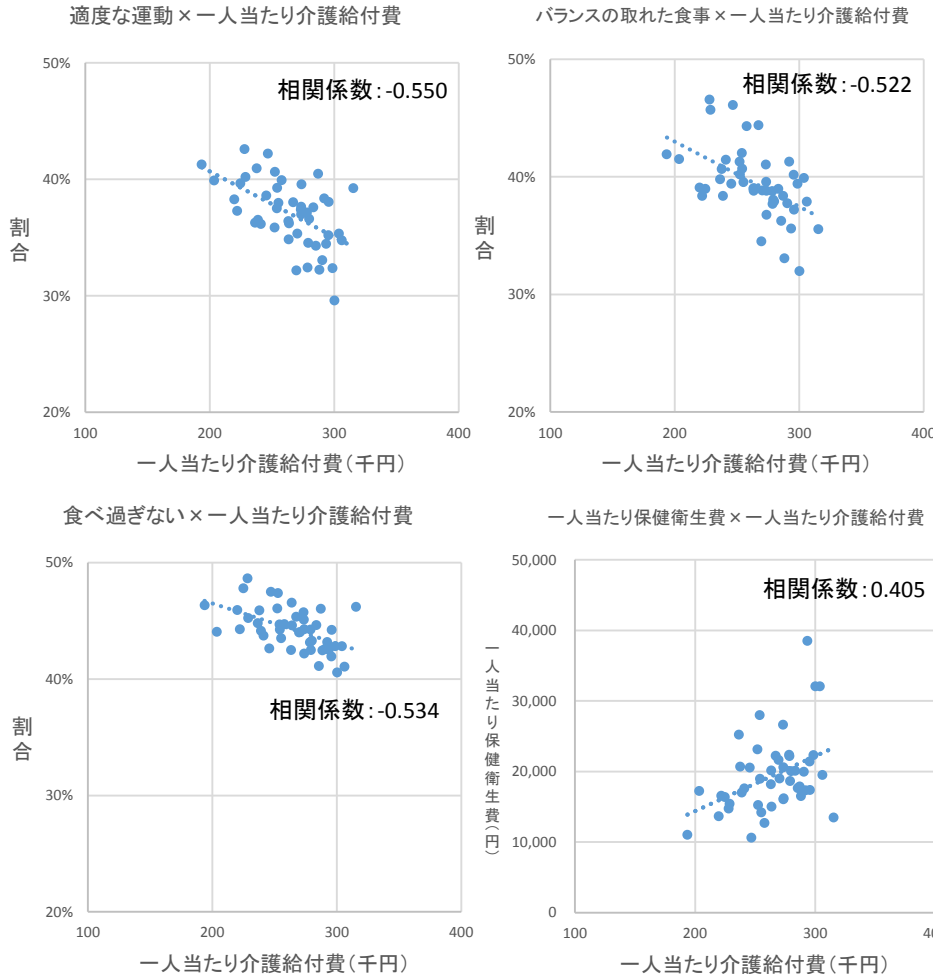 適度な運動×一人当たり介護給付費
相関係数：-0.550
50%
40%
30%
20%
割合
100
200
300
400
一人当たり介護給付費（千円）
バランスの取れた食事×一人当たり介護給付費
相関係数：-0.522
50%
40%
30%
20%
割合
100
200
300
400
一人当たり介護給付費（千円）
食べ過ぎない×一人当たり介護給付費
50%
40%
相関係数：-0.534
30%
20%
割合
100
200
300
400
一人当たり介護給付費（千円）
一人当たり保健衛生費×一人当たり介護給付費
50,000
相関係数：0.405
40,000
30,000
20,000
10,000
0
一人当たり保健衛生費（円）
100
200
300
40
一人当たり介護給付費（千円）